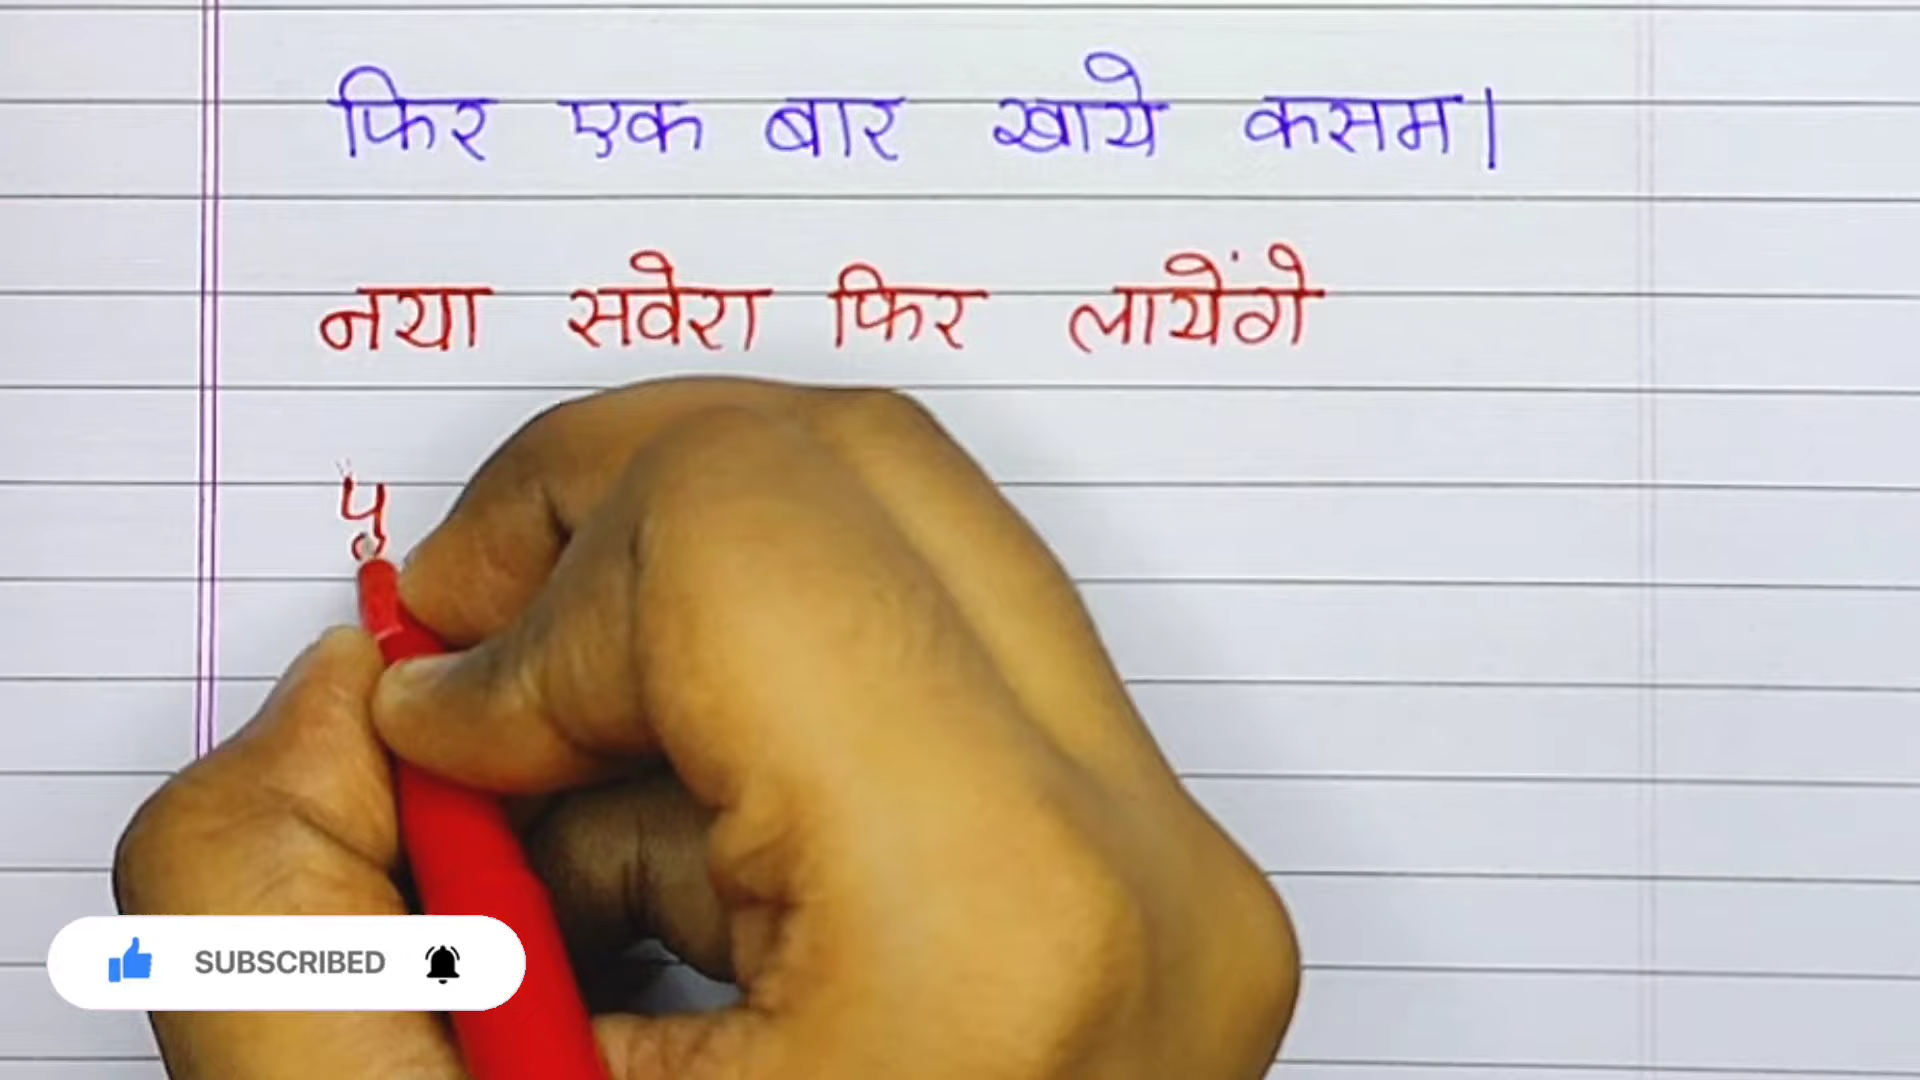 फिर एक बार खाये कसम।
नया सवेरा फिर लायेंगे
पृ
SUBSCRIBED